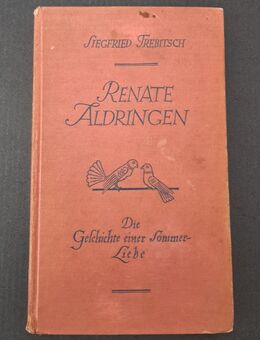 SIEGFRIED TREBITSCH
RENATE
ALDRINGEN
Die
Geschichte einer Sommer-
Liebe